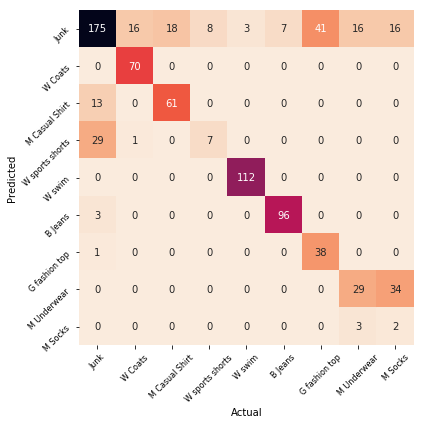 Junk 175 16 18 8 3 7 41 16 16
W Coats 0 70 0 0 0 0 0 0 0
M Casual Shirt 13 0 61 0 0 0 0 0 0
W sports shorts 29 1 0 7 0 0 0 0 0
W swim 0 0 0 0 112 0 0 0 0
B Jeans 3 0 0 0 0 96 0 0 0
G fashion top 1 0 0 0 0 0 38 0 0
M Underwear 0 0 0 0 0 0 0 29 34
M Socks 0 0 0 0 0 0 0 3 2
Predicted
Junk W Coats M Casual Shirt W sports shorts W swim B Jeans G fashion top M Underwear M Socks
Actual